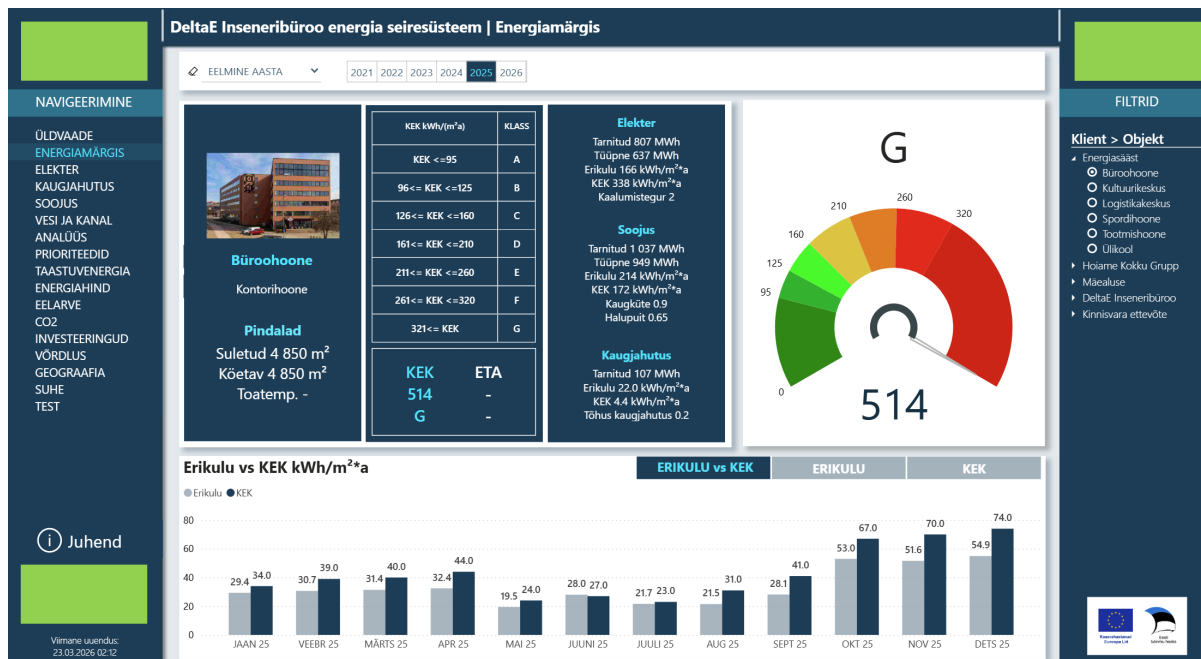 DeltaE Inseneribüroo energia seiresüsteem | Energiamärgis
NAVIGEERIMINE
ÜLDVAADE
ENERGIAMÄRGIS
ELEKTER
KAUGJAHUTUS
SOOJUS
VESI JA KANAL
ANALÜÜS
PRIORITEEDID
TAASTUVENERGIA
ENERGIAHIND
EELARVE
CO2
INVESTEERINGUD
VÕRDLUS
GEOGRAAFIA
SUHE
TEST
Juhend
Viimane uuendus:
23.03.2026 02:12
EELMINE AASTA
2021 2022 2023 2024 2025 2026
Büroohoone
Kontorihoone
Pindalad
Suletud 4 850 m²
Köetav 4 850 m²
Toatemp. -
KEK kWh/(m²a) KLASS
KEK <=95 A
96<= KEK <=125 B
126<= KEK <=160 C
161<= KEK <=210 D
211<= KEK <=260 E
261<= KEK <=320 F
321<= KEK G
KEK ETA
514 -
G -
Elekter
Tarnitud 807 MWh
Tüüpne 637 MWh
Erikulu 166 kWh/m²*a
KEK 338 kWh/m²*a
Kaalumistegur 2
Soojus
Tarnitud 1 037 MWh
Tüüpne 949 MWh
Erikulu 214 kWh/m²*a
KEK 172 kWh/m²*a
Kaugküte 0.9
Halupuit 0.65
Kaugjahutus
Tarnitud 107 MWh
Erikulu 22.0 kWh/m²*a
KEK 4.4 kWh/m²*a
Tõhus kaugjahutus 0.2
G
0
95
125
160
210
260
320
514
Erikulu vs KEK kWh/m²*a
ERIKULU vs KEK ERIKULU KEK
Erikulu KEK
80
60
40
20
0
29.4 34.0 30.7 39.0 31.4 40.0 32.4 44.0 19.5 24.0 28.0 27.0 21.7 23.0 21.5 31.0 28.1 41.0 53.0 67.0 51.6 70.0 54.9 74.0
JAAN 25 VEEBR 25 MÄRTS 25 APR 25 MAI 25 JUUNI 25 JUULI 25 AUG 25 SEPT 25 OKT 25 NOV 25 DETS 25
FILTRID
Klient > Objekt
Energiasääst
Büroohoone
Kultuurikeskus
Logistikakeskus
Spordihoone
Tootmishoone
Ülikool
Hoiame Kokku Grupp
Mäealuse
DeltaE Inseneribüroo
Kinnisvara ettevõte
Kaasrahastanud
Euroopa Liit